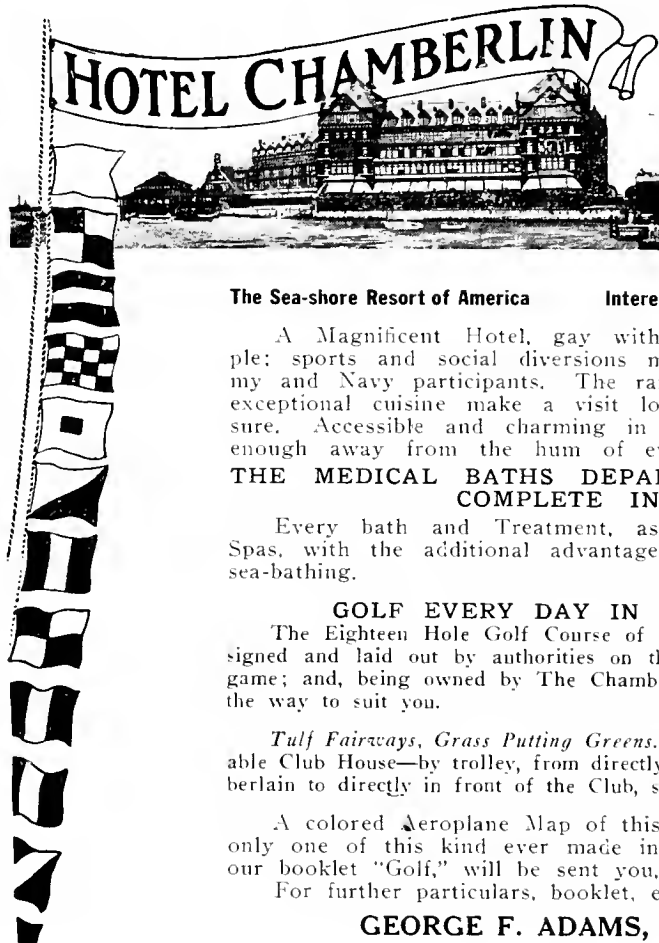 HOTEL CHAMBERLIN
The Sea-shore Resort of America Intere
A Magnificent Hotel, gay with
ple; sports and social diversions
my and Navy participants. The
exceptional cuisine make a visit
sure. Accessible and charming in
enough away from the hum of
THE MEDICAL BATHS DEPA
COMPLETE IN
Every bath and Treatment, as
Spas, with the additional advantage
sea-bathing.
GOLF EVERY DAY IN
The Eighteen Hole Golf Course of
signed and laid out by authorities on
game; and, being owned by The Chamb
the way to suit you.
Tulf Fairways, Grass Putting Greens.
able Club House—by trolley, from directly
berlain to directly in front of the Club,
A colored Aeroplane Map of this
only one of this kind ever made in
our booklet "Golf," will be sent you,
For further particulars, booklet,
GEORGE F. ADAMS,